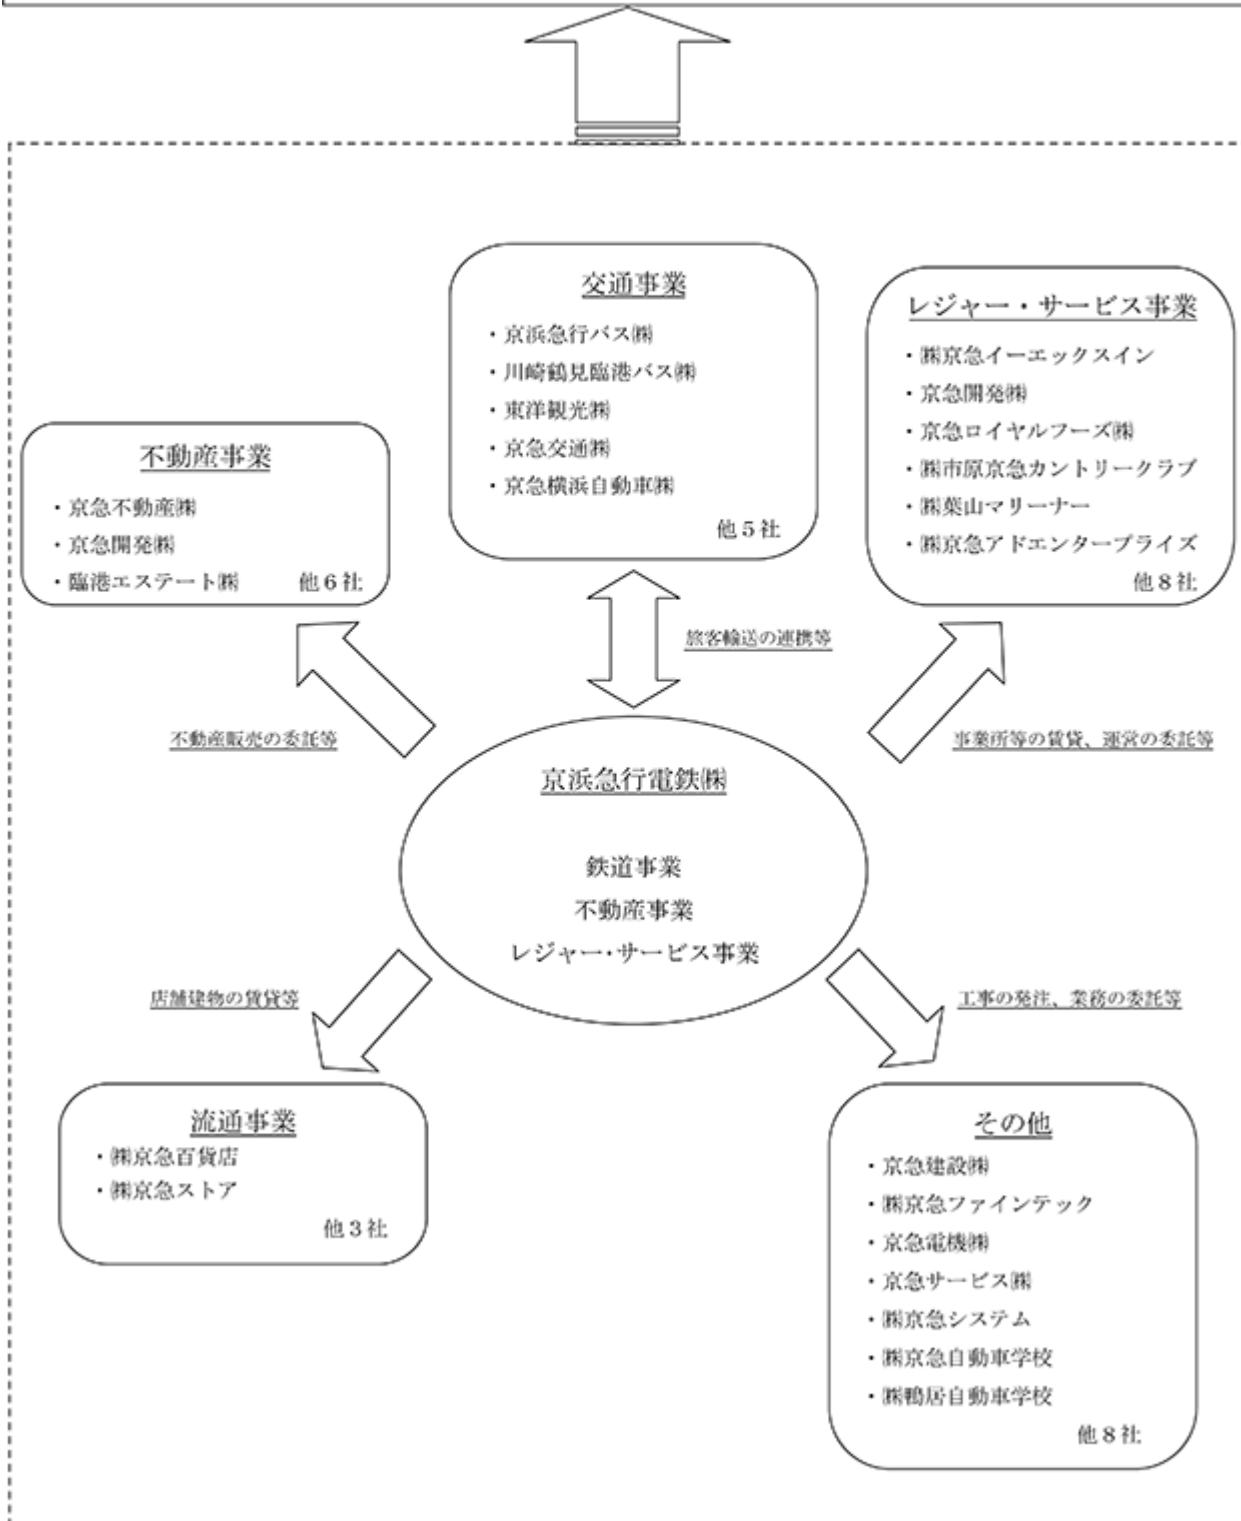 交通事業
・京浜急行バス㈱
・川崎鶴見臨港バス㈱
・東洋観光㈱
・京急交通㈱
・京急横浜自動車㈱
他5社
レジャー・サービス事業
・㈱京急イーエックスイン
・京急開発㈱
・京急ロイヤルフーズ㈱
・㈱市原京急カントリークラブ
・㈱葉山マリーナー
・㈱京急アドエンタープライズ
他8社
不動産事業
・京急不動産㈱
・京急開発㈱
・臨港エステート㈱ 他6社
旅客輸送の連携等
不動産販売の委託等
事業所等の賃貸、運営の委託等
京浜急行電鉄㈱
鉄道事業
不動産事業
レジャー・サービス事業
店舗建物の賃貸等
工事の発注、業務の委託等
流通事業
・㈱京急百貨店
・㈱京急ストア
他3社
その他
・京急建設㈱
・㈱京急ファインテック
・京急電機㈱
・京急サービス㈱
・㈱京急システム
・㈱京急自動車学校
・㈱鴨居自動車学校
他8社